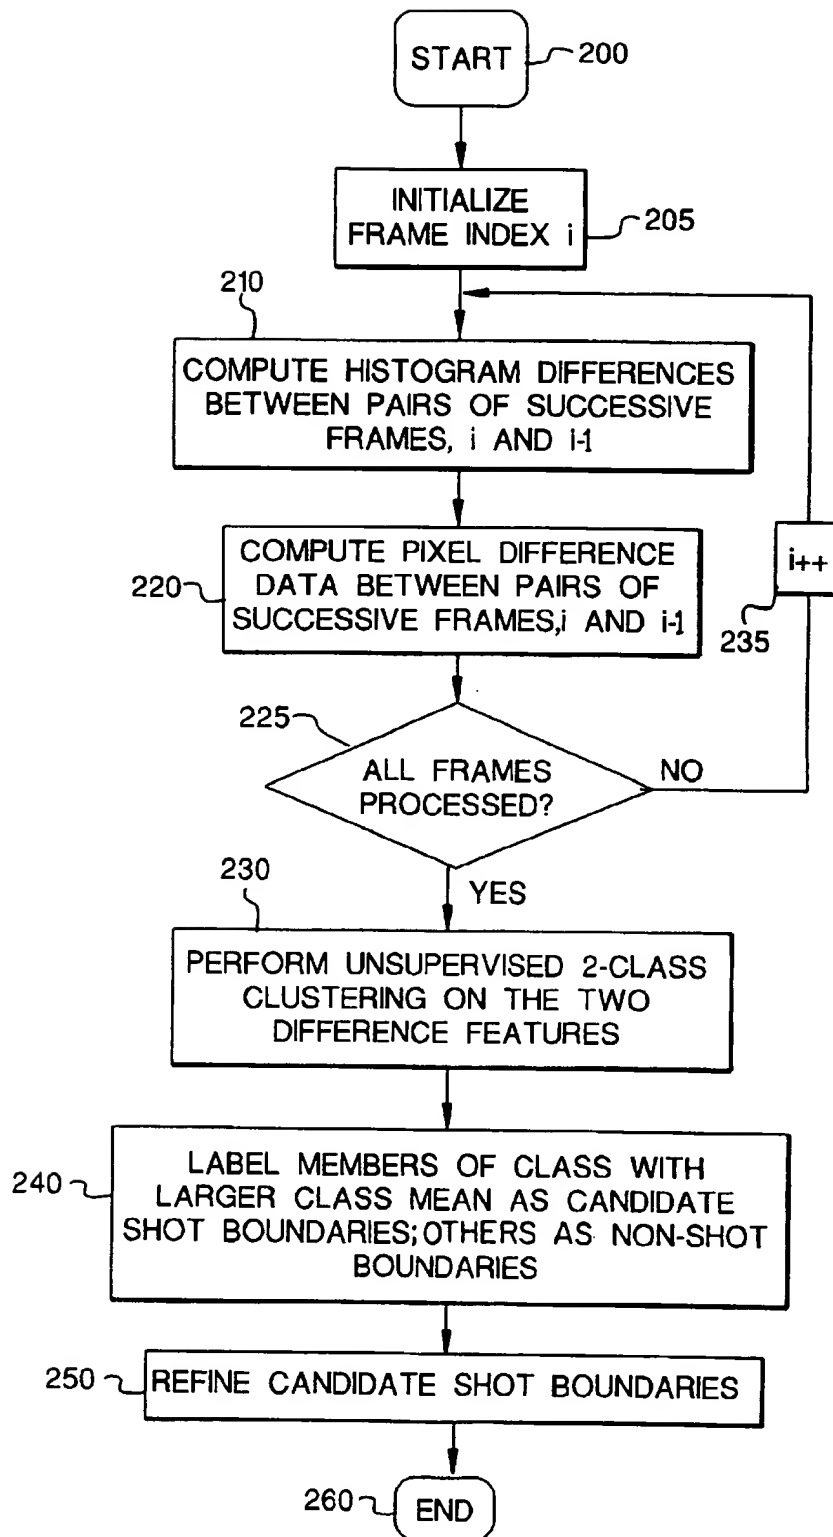 START
200
INITIALIZE
FRAME INDEX i
205
210
COMPUTE HISTOGRAM DIFFERENCES
BETWEEN PAIRS OF SUCCESSIVE
FRAMES, i AND i-1
220
COMPUTE PIXEL DIFFERENCE
DATA BETWEEN PAIRS OF
SUCCESSIVE FRAMES,i AND i-1
i++
235
225
ALL FRAMES
PROCESSED?
NO
YES
230
PERFORM UNSUPERVISED 2-CLASS
CLUSTERING ON THE TWO
DIFFERENCE FEATURES
240
LABEL MEMBERS OF CLASS WITH
LARGER CLASS MEAN AS CANDIDATE
SHOT BOUNDARIES;OTHERS AS NON-SHOT
BOUNDARIES
250
REFINE CANDIDATE SHOT BOUNDARIES
260
END